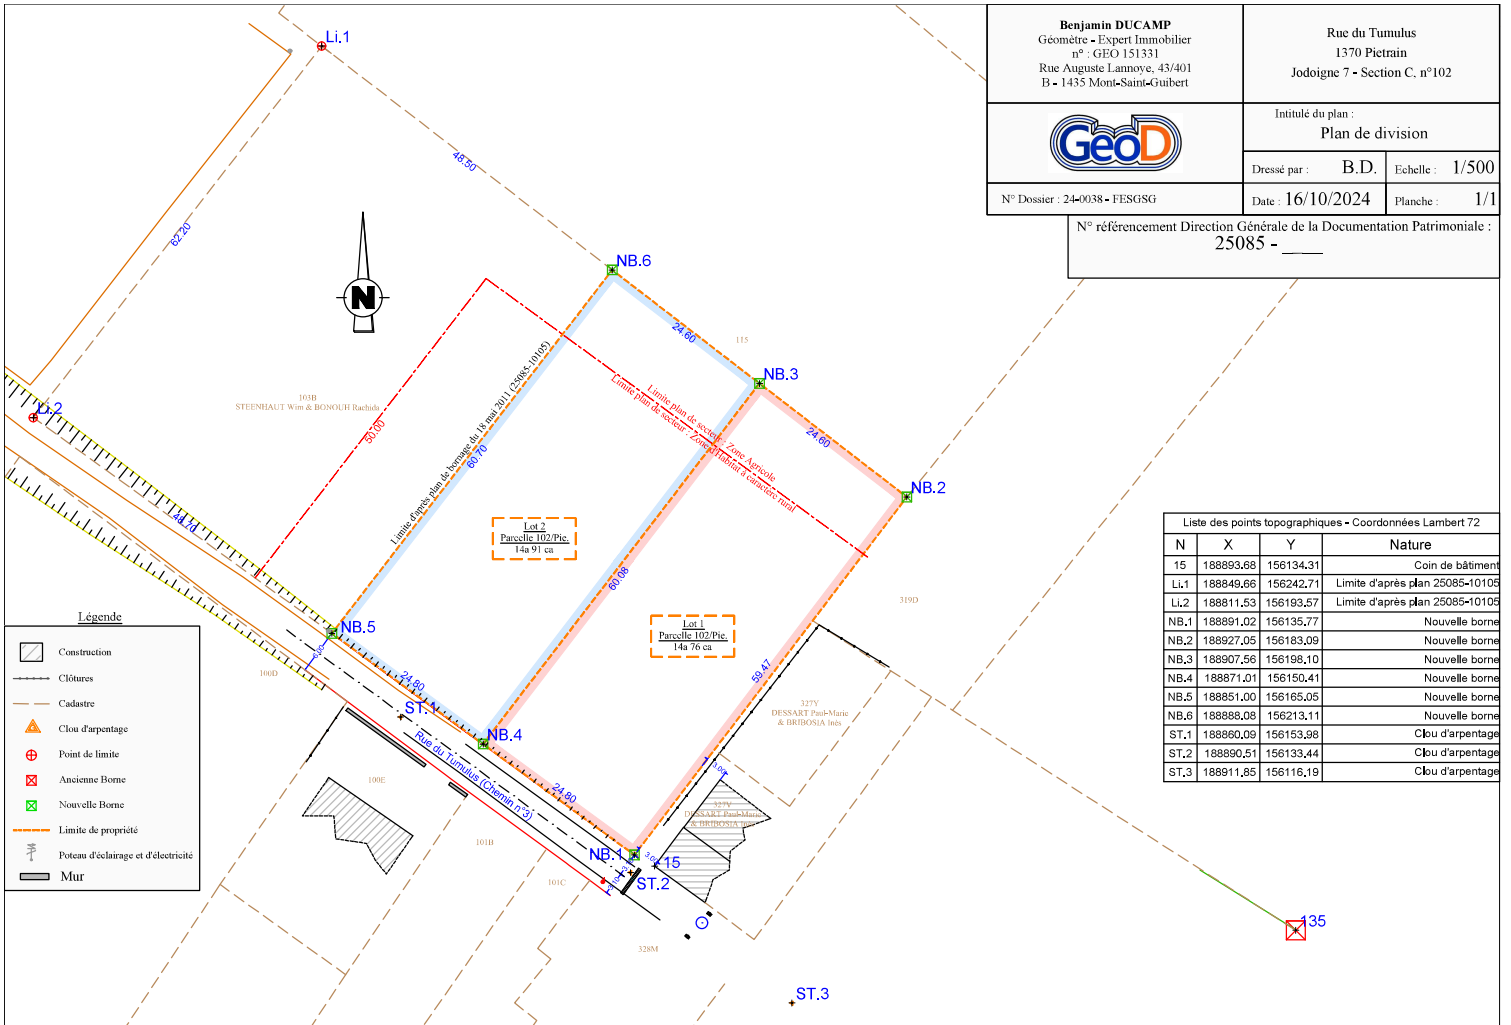 Benjamin DUCAMP
Géomètre - Expert Immobilier
n° : GEO 151331
Rue Auguste Lannoye, 43/401
B - 1435 Mont-Saint-Guibert
Rue du Tumulus
1370 Pietrain
Jodoigne 7 - Section C, n°102
GeoD
Intitulé du plan :
Plan de division
Dressé par : B.D.
Echelle : 1/500
N° Dossier : 24-0038 - FESGSG
Date : 16/10/2024
Planche : 1/1
N° référencement Direction Générale de la Documentation Patrimoniale :
25085 - ____
Li.1
48.50
62.20
N
NB.6
24.60
115
NB.3
24.60
NB.2
Limite plan de secteur : Zone Agricole
Limite plan de secteur : Zone d'Habitat à caractère rural
Limite d'après plan de bornage du 18 mai 2011 (25085-10105)
60.70
103B
STEENHAUT Wim & BONOUH Rachida
50.00
Li.2
48.70
Lot 2
Parcelle 102/Pie.
14a 91 ca
60.08
Lot 1
Parcelle 102/Pie.
14a 76 ca
59.47
319D
NB.5
6.00
24.80
100D
ST.1
NB.4
Rue du Tumulus (Chemin n°3)
24.80
100E
101B
101C
327Y
DESSART Paul-Marie
& BRIBOSIA Inès
3.00
327V
DESSART Paul-Marie
& BRIBOSIA Inès
NB.1
3.00
15
ST.2
328M
ST.3
135
Légende
Construction
Clôtures
Cadastre
Clou d'arpentage
Point de limite
Ancienne Borne
Nouvelle Borne
Limite de propriété
Poteau d'éclairage et d'électricité
Mur
Liste des points topographiques - Coordonnées Lambert 72
N X Y Nature
15 188893.68 156134.31 Coin de bâtiment
Li.1 188849.66 156242.71 Limite d'après plan 25085-10105
Li.2 188811.53 156193.57 Limite d'après plan 25085-10105
NB.1 188891.02 156135.77 Nouvelle borne
NB.2 188927.05 156183.09 Nouvelle borne
NB.3 188907.56 156198.10 Nouvelle borne
NB.4 188871.01 156150.41 Nouvelle borne
NB.5 188851.00 156165.05 Nouvelle borne
NB.6 188888.08 156213.11 Nouvelle borne
ST.1 188860.09 156153.98 Clou d'arpentage
ST.2 188890.51 156133.44 Clou d'arpentage
ST.3 188911.85 156116.19 Clou d'arpentage